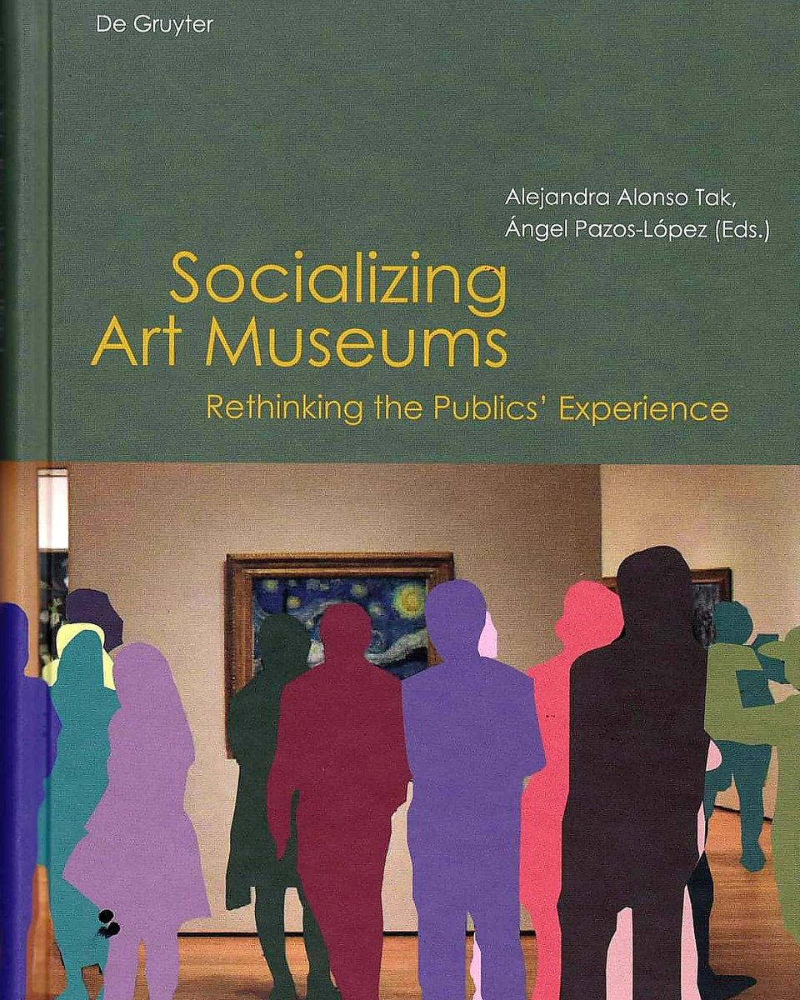 De Gruyter
Alejandra Alonso Tak,
Ángel Pazos-López (Eds.)
Socializing
Art Museums
Rethinking the Publics’ Experience